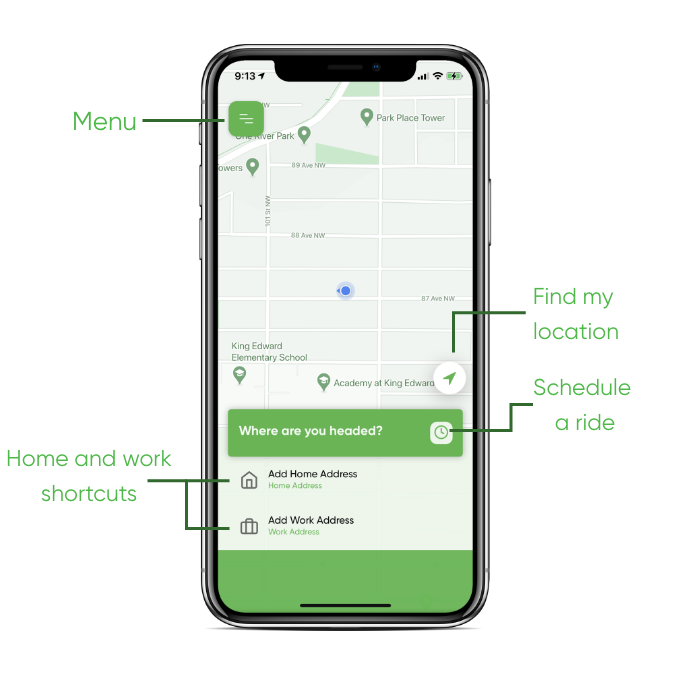 9:13
Menu
One River Park
Park Place Tower
owers
89 Ave NW
101 St NW
88 Ave NW
87 Ave NW
Find my
location
King Edward
Elementary School
Academy at King Edward
Schedule
a ride
Where are you headed?
Home and work
shortcuts
Add Home Address
Home Address
Add Work Address
Work Address